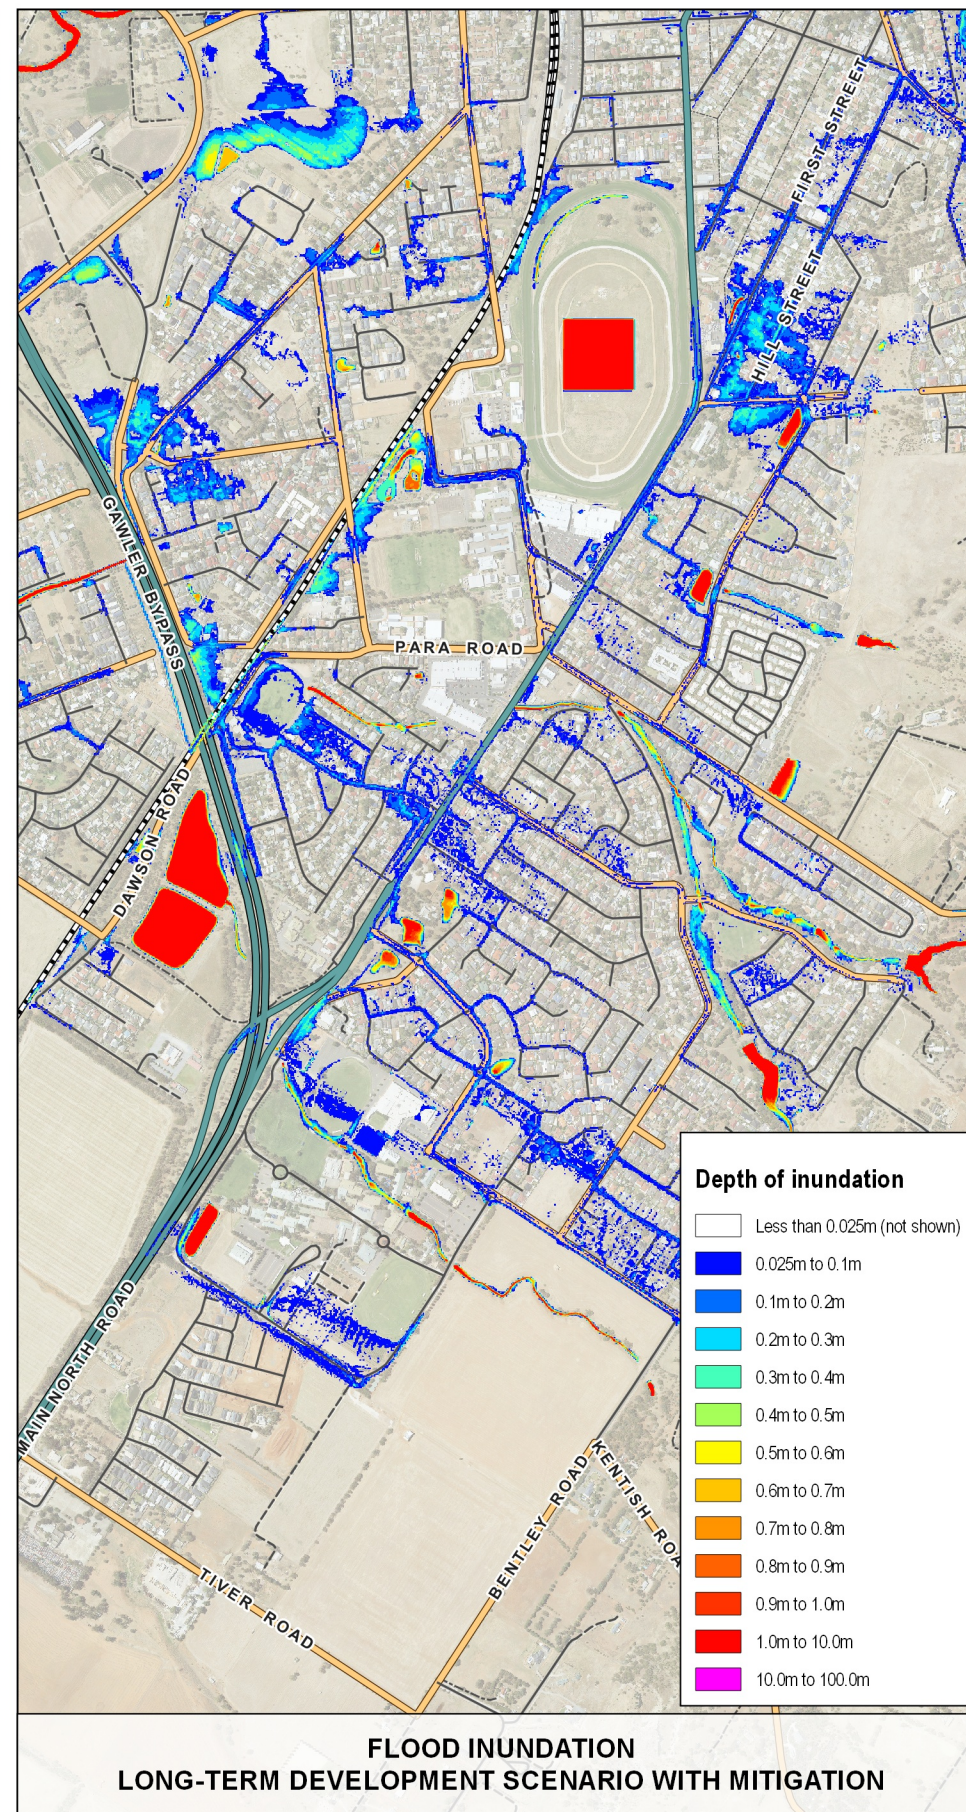 FIRST STREET
HILL STREET
GAWLER BYPASS
PARA ROAD
DAWSON ROAD
MAIN NORTH ROAD
TIVER ROAD
BENTLEY ROAD
KENTISH ROA
Depth of inundation
Less than 0.025m (not shown)
0.025m to 0.1m
0.1m to 0.2m
0.2m to 0.3m
0.3m to 0.4m
0.4m to 0.5m
0.5m to 0.6m
0.6m to 0.7m
0.7m to 0.8m
0.8m to 0.9m
0.9m to 1.0m
1.0m to 10.0m
10.0m to 100.0m
FLOOD INUNDATION
LONG-TERM DEVELOPMENT SCENARIO WITH MITIGATION